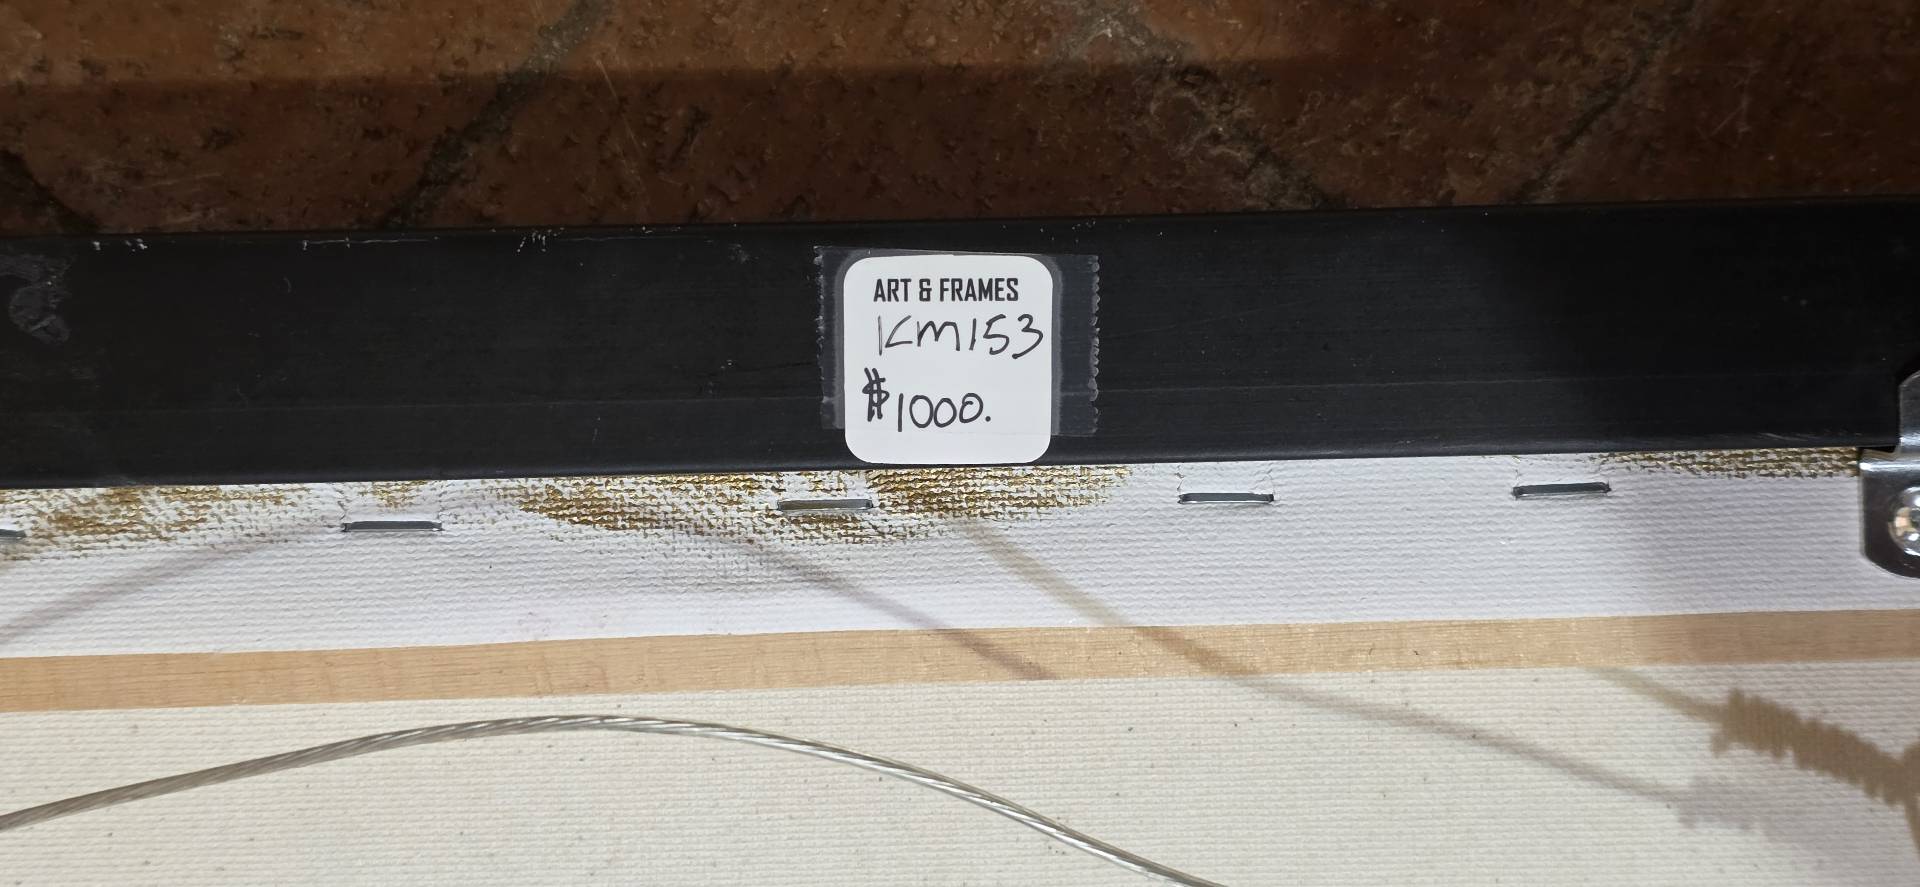 ART & FRAMES
KM153
$1000.